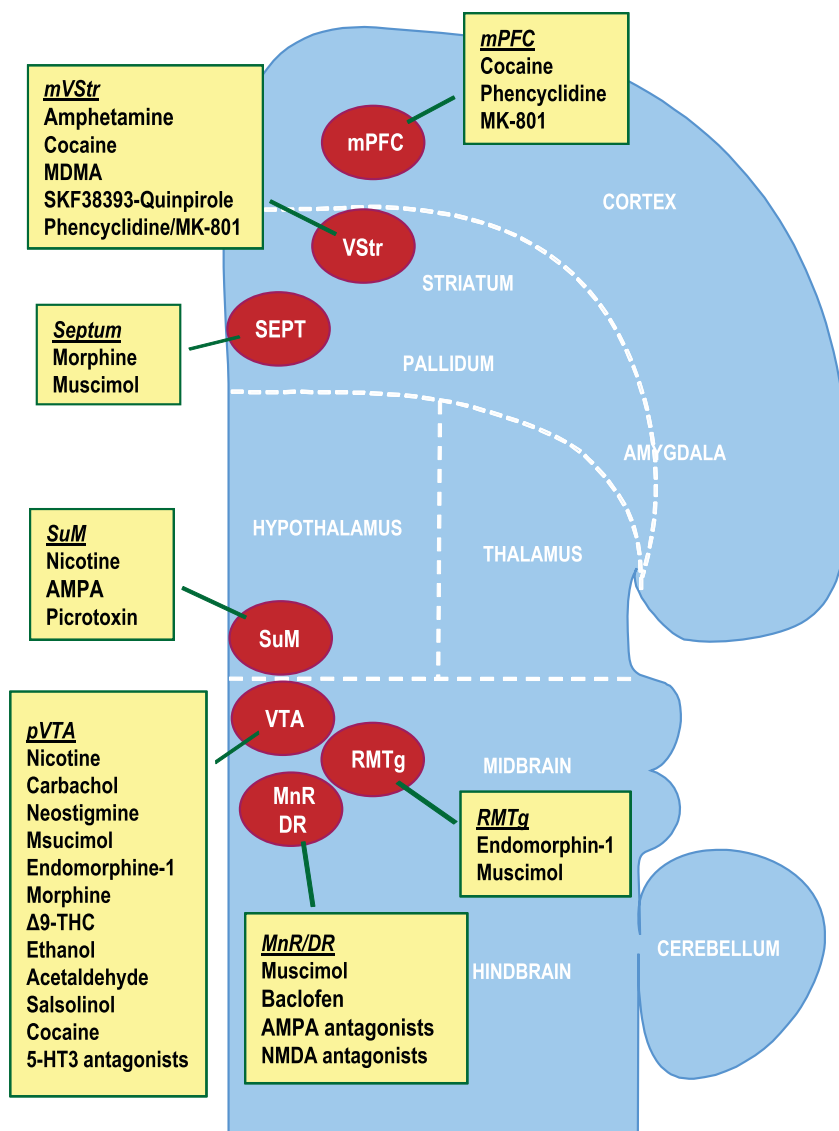 mPFC
Cocaine
Phencyclidine
MK-801
mVStr
Amphetamine
Cocaine
MDMA
SKF38393-Quinpirole
Phencyclidine/MK-801
mPFC
CORTEX
VStr
STRIATUM
SEPT
PALLIDUM
Septum
Morphine
Muscimol
AMYGDALA
HYPOTHALAMUS
THALAMUS
SuM
Nicotine
AMPA
Picrotoxin
SuM
VTA
RMTg
MIDBRAIN
MnR
DR
pVTA
Nicotine
Carbachol
Neostigmine
Msucimol
Endomorphine-1
Morphine
Δ9-THC
Ethanol
Acetaldehyde
Salsolinol
Cocaine
5-HT3 antagonists
RMTg
Endomorphin-1
Muscimol
MnR/DR
Muscimol
Baclofen
AMPA antagonists
NMDA antagonists
HINDBRAIN
CEREBELLUM